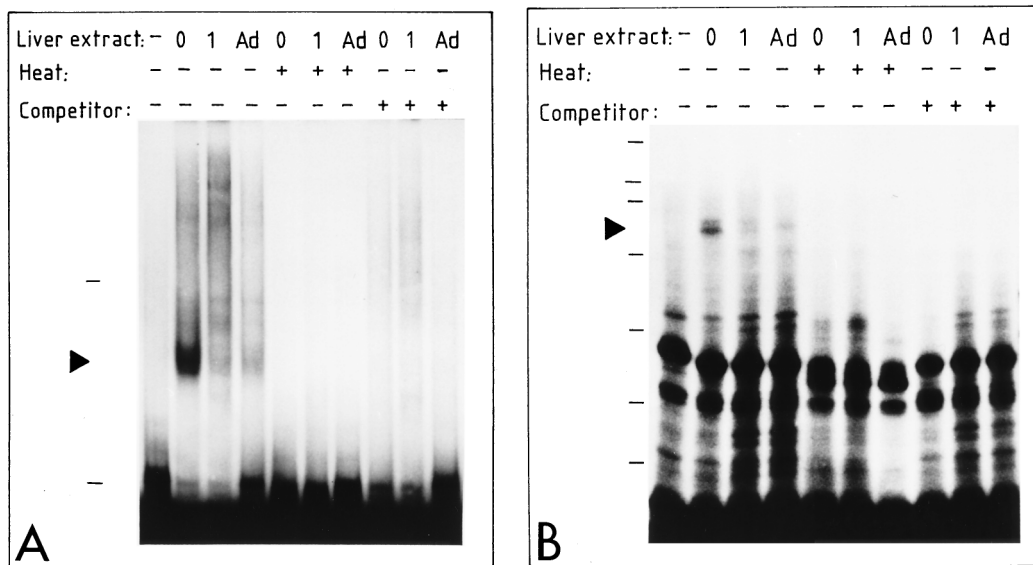 Liver extract: - 0 1 Ad 0 1 Ad 0 1 Ad
Heat: - - - - + + + - - -
Competitor: - - - - - - - + + +
A
Liver extract: - 0 1 Ad 0 1 Ad 0 1 Ad
Heat: - - - - + + + - - -
Competitor: - - - - - - - + + +
B